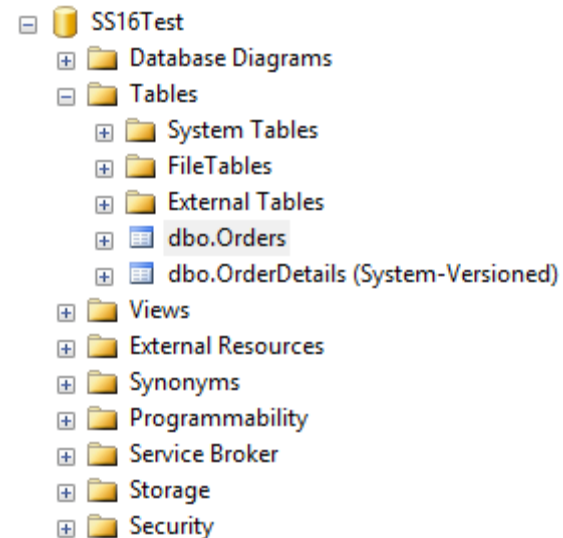 SS16Test
Database Diagrams
Tables
System Tables
FileTables
External Tables
dbo.Orders
dbo.OrderDetails (System-Versioned)
Views
External Resources
Synonyms
Programmability
Service Broker
Storage
Security